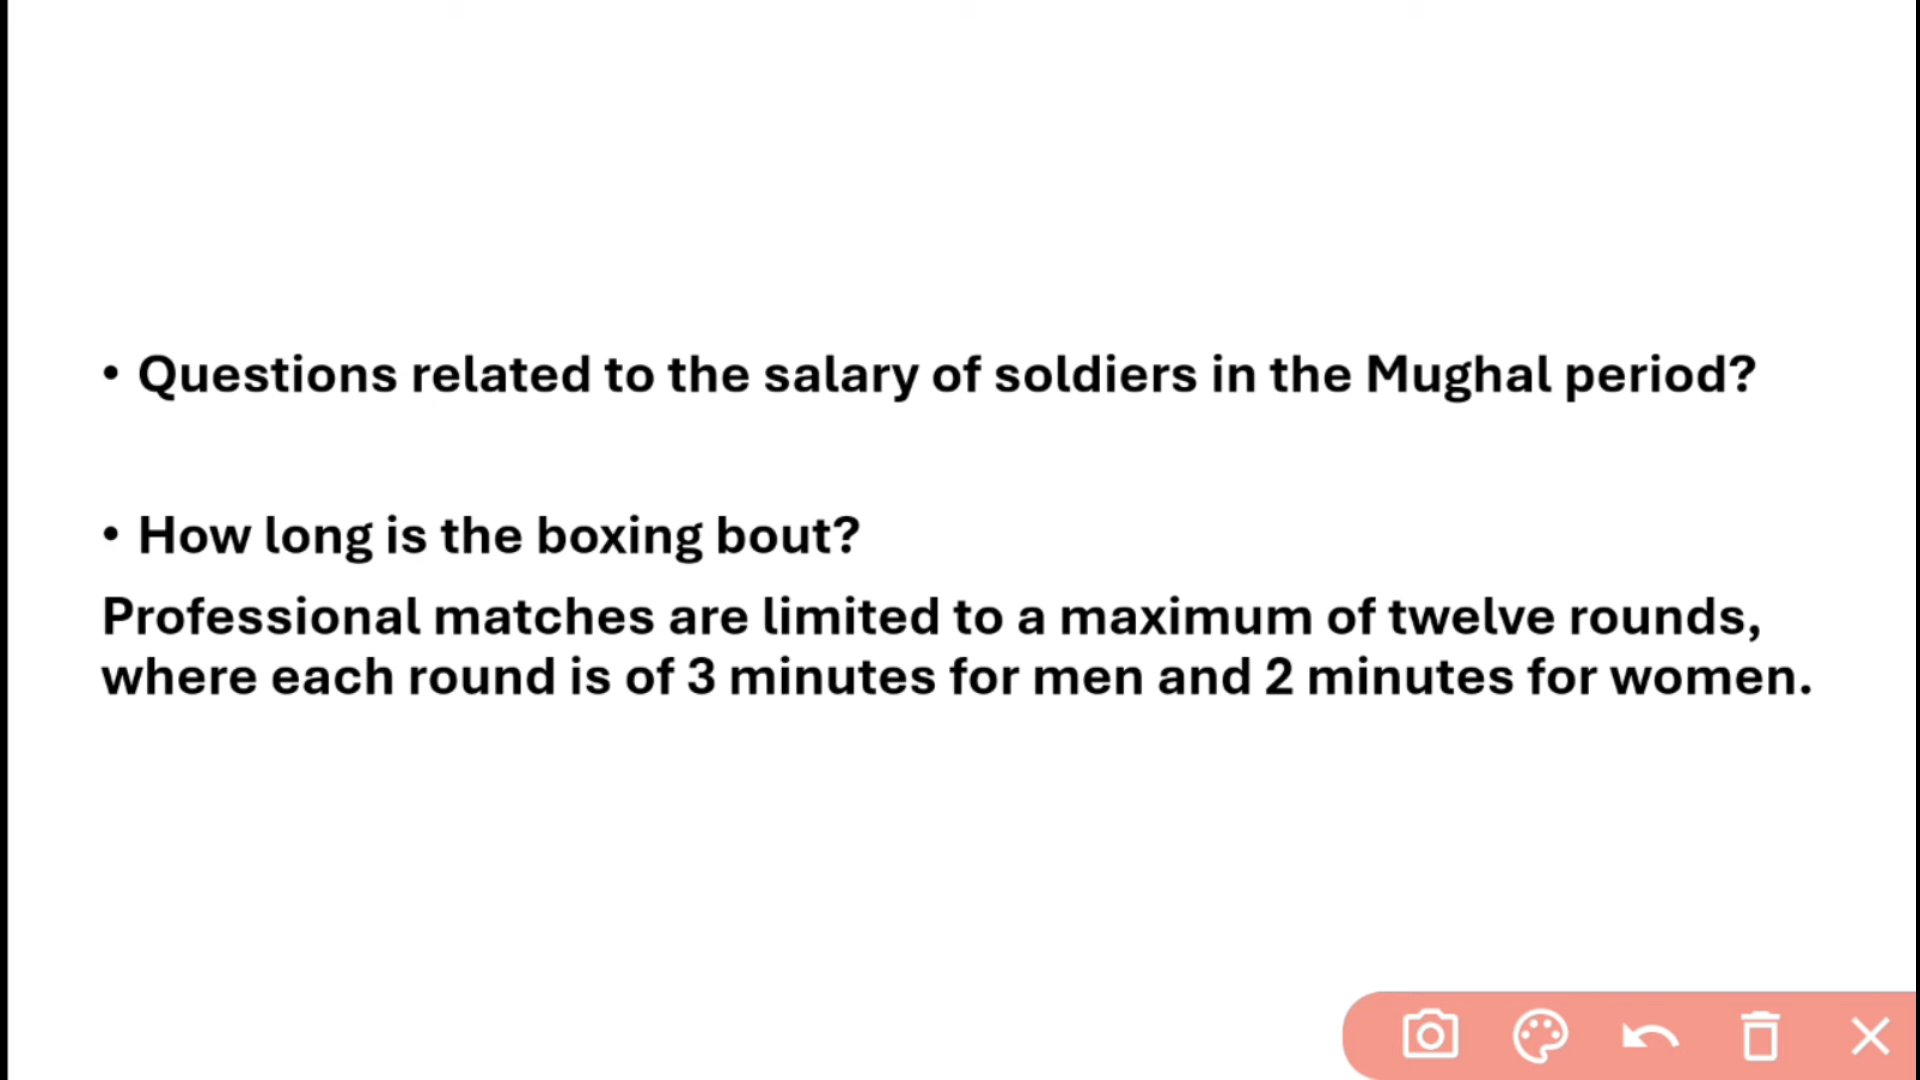 • Questions related to the salary of soldiers in the Mughal period?
• How long is the boxing bout?
Professional matches are limited to a maximum of twelve rounds,
where each round is of 3 minutes for men and 2 minutes for women.